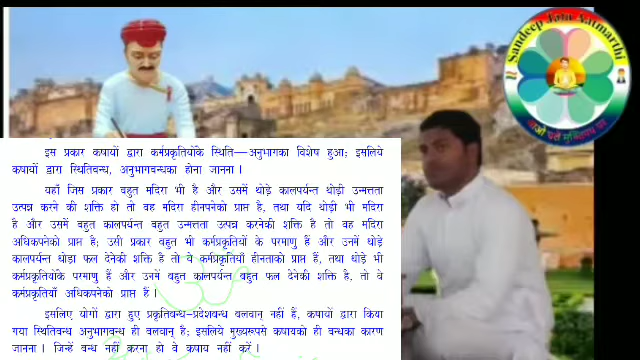 Sandeep Jain Aatmarthi
इस प्रकार कषायों द्वारा कर्मप्रकृतियोंके स्थिति—अनुभागका विशेष हुआ; इसलिये
कषायों द्वारा स्थितिबन्ध, अनुभागबन्धका होना जानना।
यहाँ जिस प्रकार बहुत मदिरा भी है और उसमें थोड़े कालपर्यन्त थोड़ी उन्मत्तता
उत्पन्न करने की शक्ति हो तो वह मदिरा हीनपनेको प्राप्त है, तथा यदि थोड़ी भी मदिरा
है और उसमें बहुत कालपर्यन्त बहुत उन्मत्तता उत्पन्न करनेकी शक्ति है तो वह मदिरा
अधिकपनेको प्राप्त है; उसी प्रकार बहुत भी कर्मप्रकृतियों के परमाणु हैं और उनमें थोड़े
कालपर्यन्त थोड़ा फल देनेकी शक्ति है तो वे कर्मप्रकृतियाँ हीनताको प्राप्त हैं, तथा थोड़े भी
कर्मप्रकृतियोंके परमाणु हैं और उनमें बहुत कालपर्यन्त बहुत फल देनेकी शक्ति है, तो वे
कर्मप्रकृतियाँ अधिकपनेको प्राप्त हैं।
इसलिए योगों द्वारा हुए प्रकृतिबन्ध-प्रदेशबन्ध बलवान् नहीं हैं, कषायों द्वारा किया
गया स्थितिबन्ध अनुभागबन्ध ही बलवान् है; इसलिये मुख्यरूपसे कषायको ही बन्धका कारण
जानना। जिन्हें बन्ध नहीं करना हो वे कषाय नहीं करें।